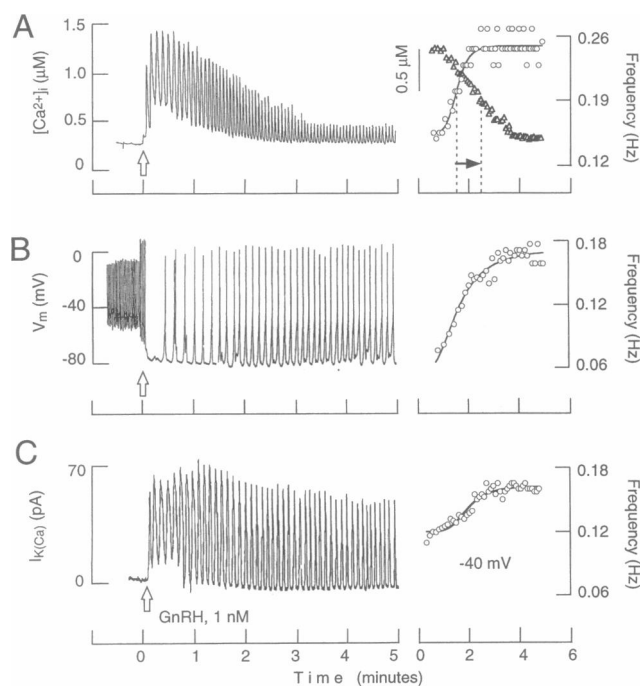 A
1.5
1.0
0.5
0
[Ca²⁺]i (μM)
0.5 μM
0.26
0.19
0.12
Frequency (Hz)
B
0
-40
-80
Vm (mV)
0.18
0.12
0.06
Frequency (Hz)
C
70
0
IK(Ca) (pA)
GnRH, 1 nM
-40 mV
0.18
0.12
0.06
Frequency (Hz)
0 1 2 3 4 5 0 2 4 6
Time (minutes)